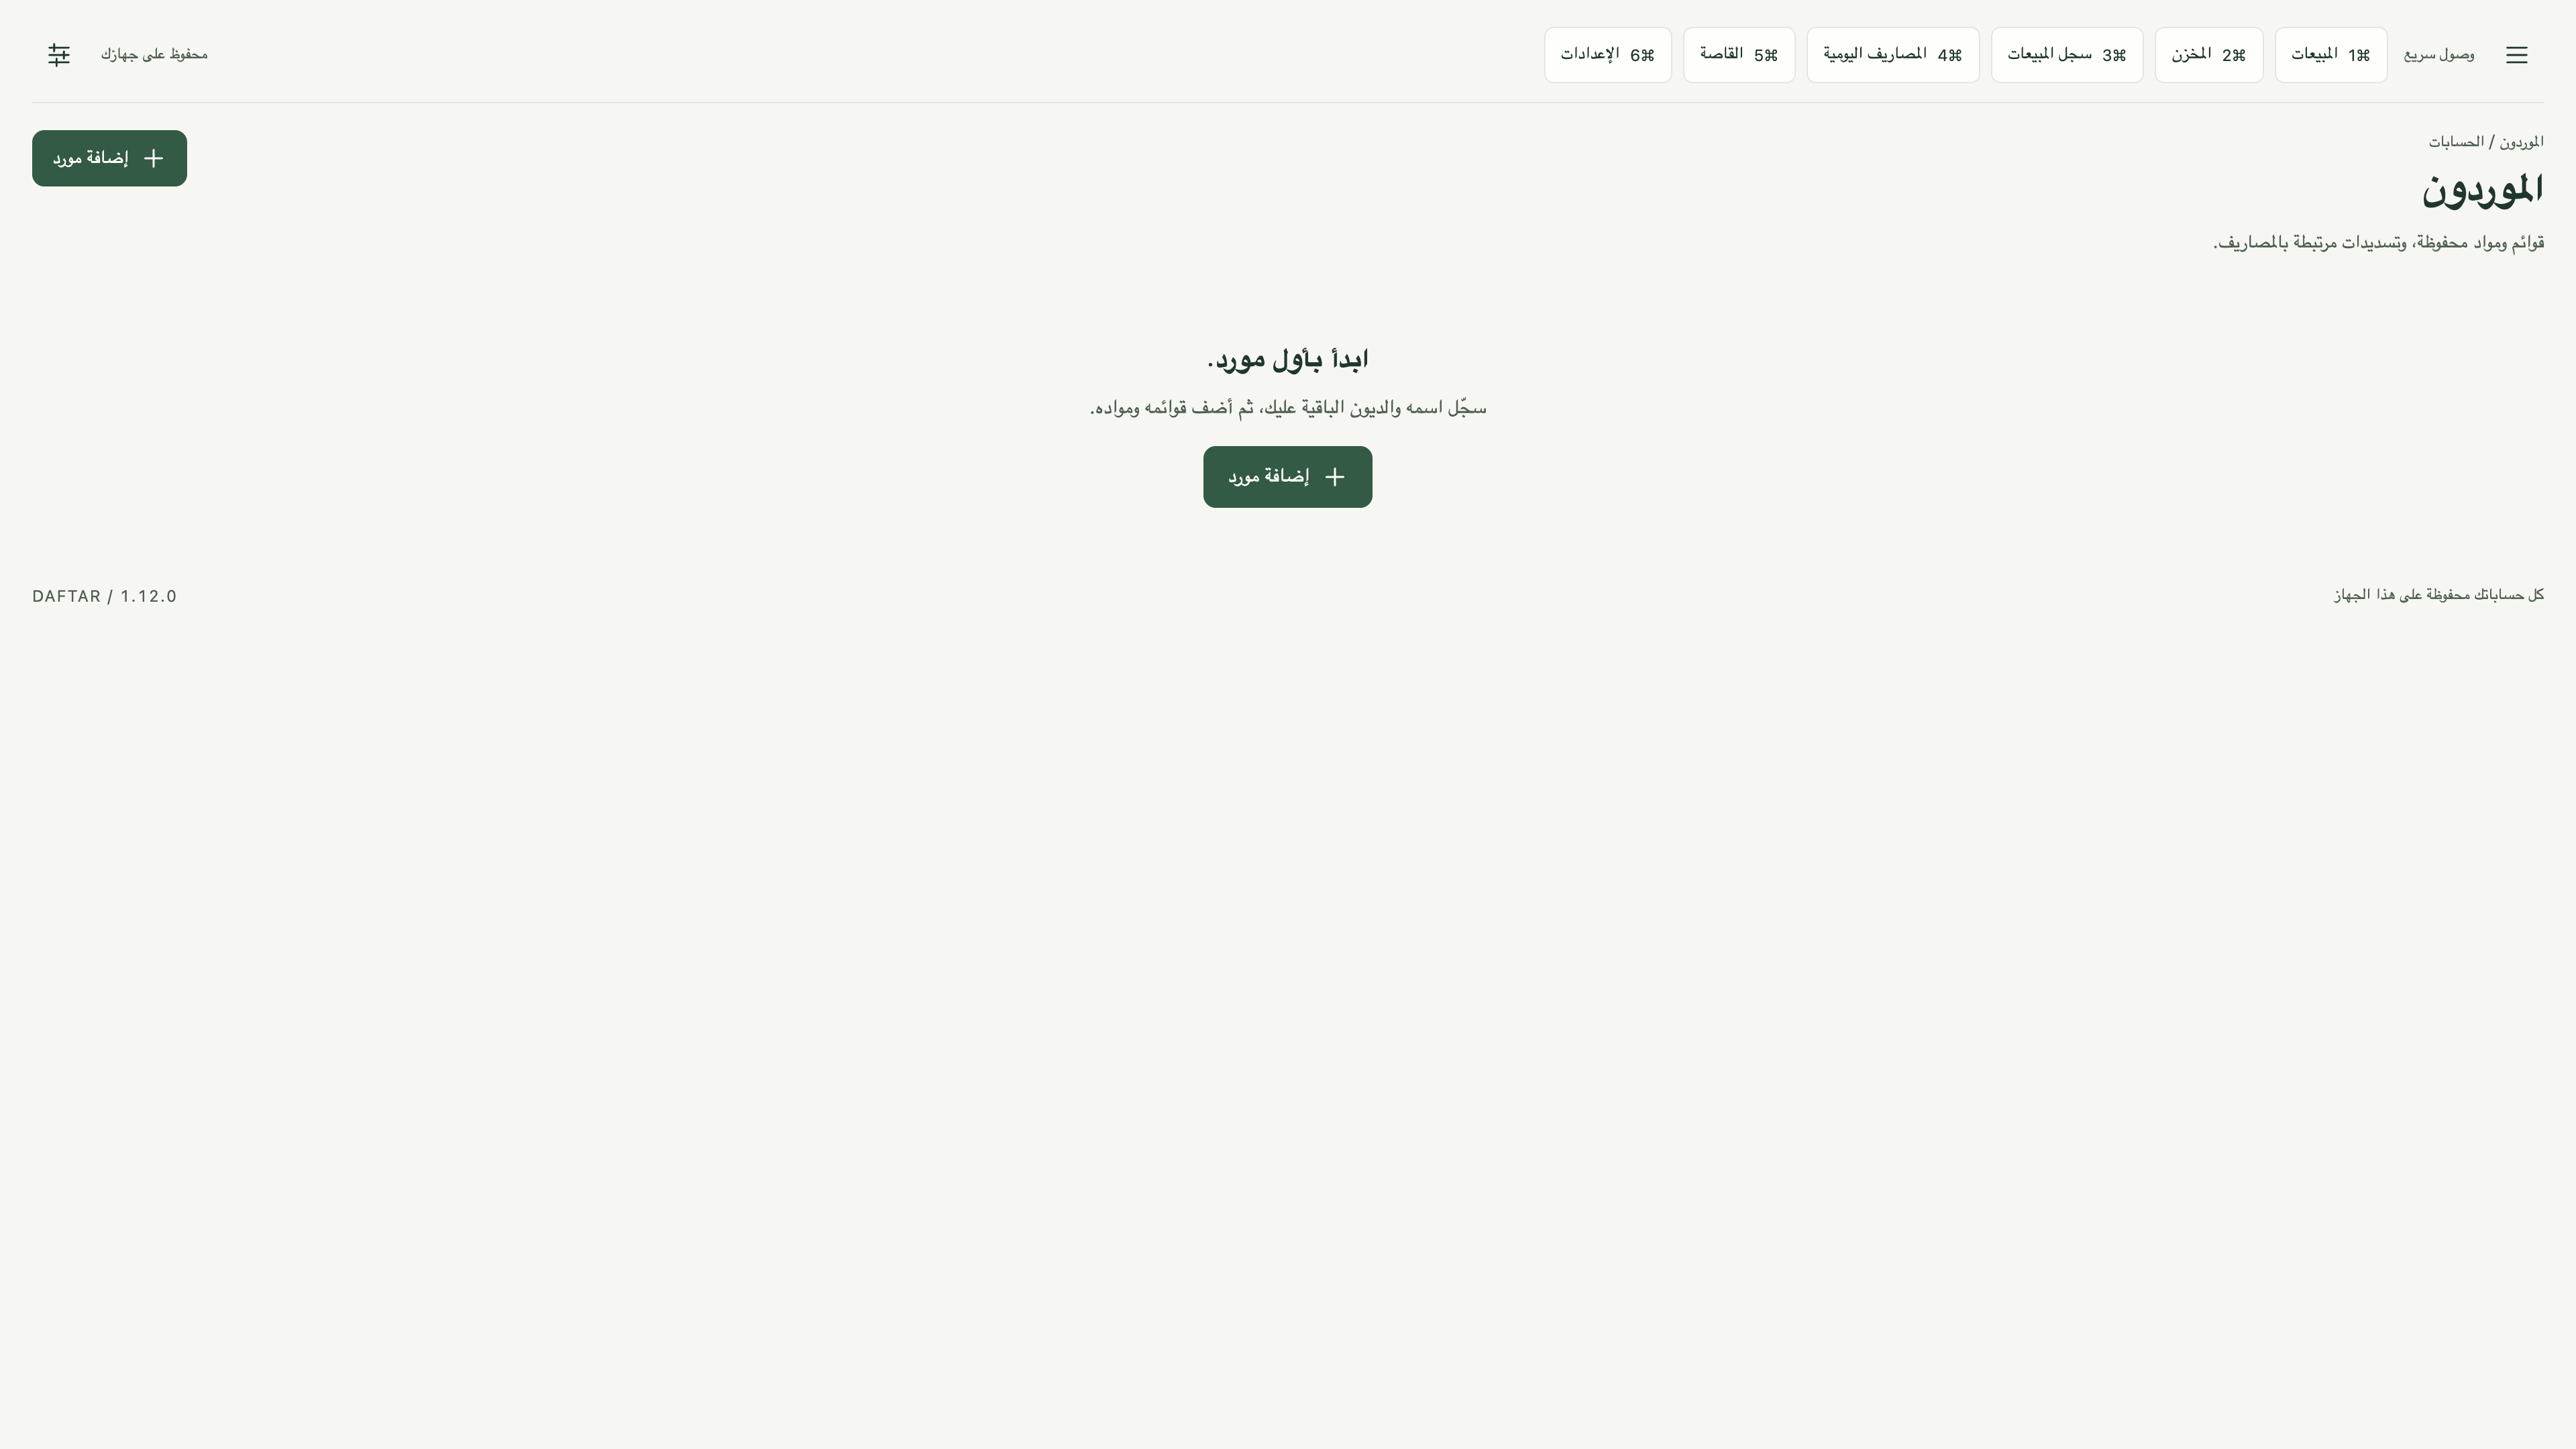 وصول سريع
⌘1 المبيعات
⌘2 المخزن
⌘3 سجل المبيعات
⌘4 المصاريف اليومية
⌘5 القاصة
⌘6 الإعدادات
محفوظ على جهازك
الموردون / الحسابات
الموردون
قوائم ومواد محفوظة، وتسديدات مرتبطة بالمصاريف.
إضافة مورد
ابدأ بأول مورد.
سجّل اسمه والديون الباقية عليك، ثم أضف قوائمه ومواده.
إضافة مورد
كل حساباتك محفوظة على هذا الجهاز
DAFTAR / 1.12.0